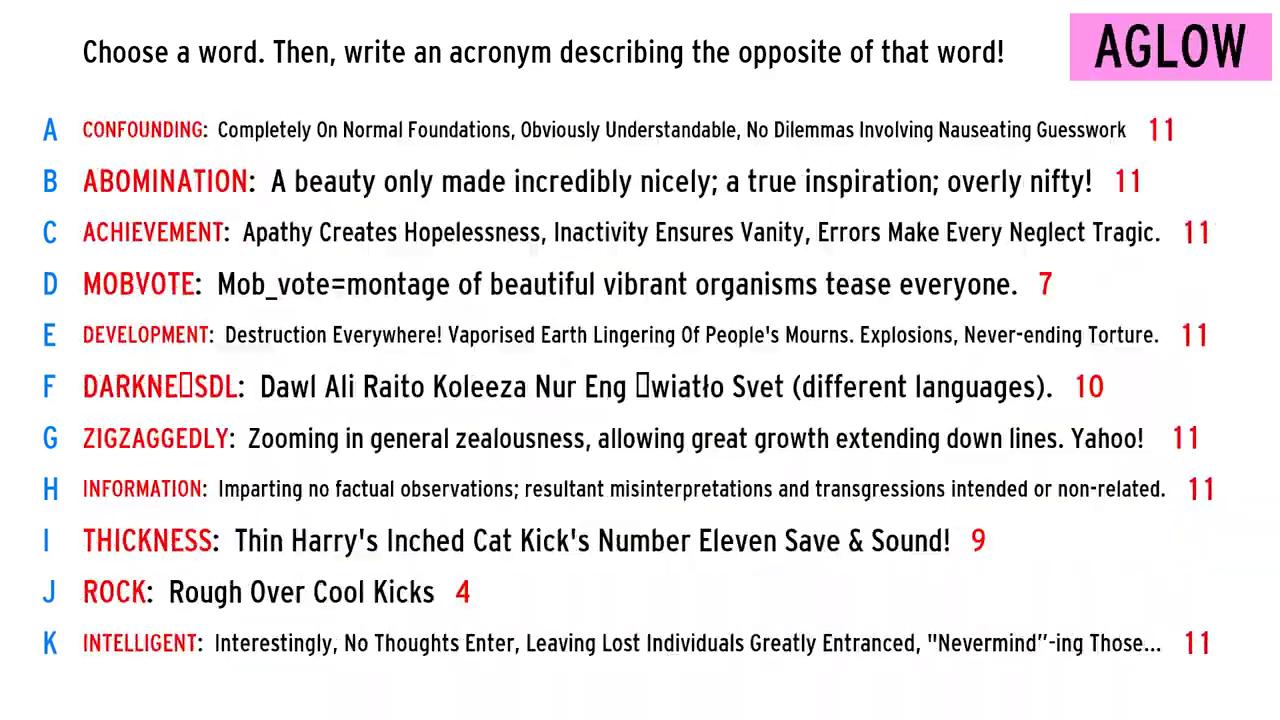 Choose a word. Then, write an acronym describing the opposite of that word!
AGLOW
A CONFOUNDING: Completely On Normal Foundations, Obviously Understandable, No Dilemmas Involving Nauseating Guesswork 11
B ABOMINATION: A beauty only made incredibly nicely; a true inspiration; overly nifty! 11
C ACHIEVEMENT: Apathy Creates Hopelessness, Inactivity Ensures Vanity, Errors Make Every Neglect Tragic. 11
D MOBVOTE: Mob_vote=montage of beautiful vibrant organisms tease everyone. 7
E DEVELOPMENT: Destruction Everywhere! Vaporised Earth Lingering Of People's Mourns. Explosions, Never-ending Torture. 11
F DARKNE▯SDL: Dawl Ali Raito Koleeza Nur Eng ▯wiatło Svet (different languages). 10
G ZIGZAGGEDLY: Zooming in general zealousness, allowing great growth extending down lines. Yahoo! 11
H INFORMATION: Imparting no factual observations; resultant misinterpretations and transgressions intended or non-related. 11
I THICKNESS: Thin Harry's Inched Cat Kick's Number Eleven Save & Sound! 9
J ROCK: Rough Over Cool Kicks 4
K INTELLIGENT: Interestingly, No Thoughts Enter, Leaving Lost Individuals Greatly Entranced, "Nevermind"-ing Those... 11